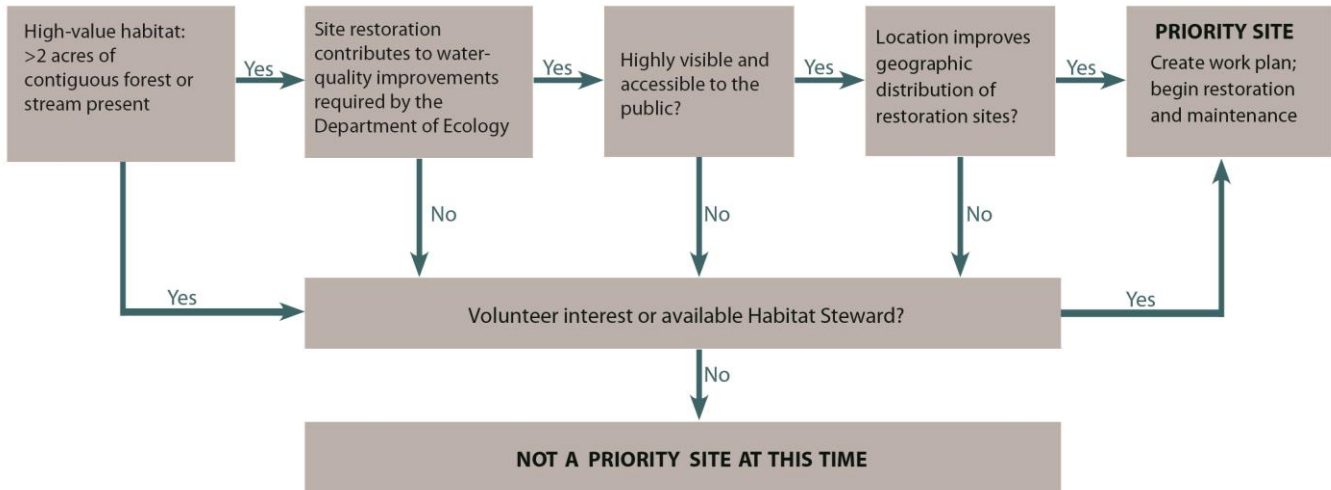 High-value habitat:
>2 acres of
contiguous forest or
stream present
Yes
Site restoration
contributes to water-
quality improvements
required by the
Department of Ecology
Yes
Highly visible and
accessible to the
public?
Yes
Location improves
geographic
distribution of
restoration sites?
Yes
PRIORITY SITE
Create work plan;
begin restoration
and maintenance
No
No
No
Yes
Volunteer interest or available Habitat Steward?
Yes
No
NOT A PRIORITY SITE AT THIS TIME